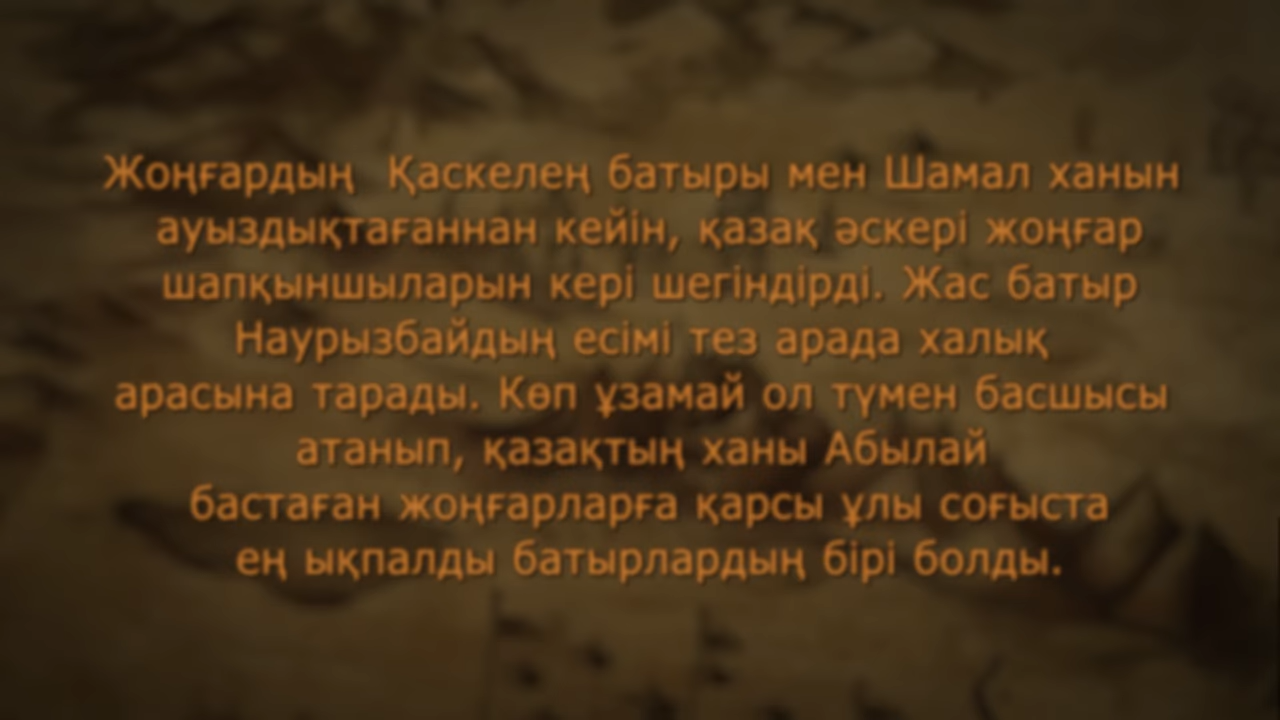 Жоңғардың Қаскелең батыры мен Шамал ханын
ауыздықтағаннан кейін, қазақ әскері жоңғар
шапқыншыларын кері шегіндірді. Жас батыр
Наурызбайдың есімі тез арада халық
арасына тарады. Көп ұзамай ол түмен басшысы
атанып, қазақтың ханы Абылай
бастаған жоңғарларға қарсы ұлы соғыста
ең ықпалды батырлардың бірі болды.